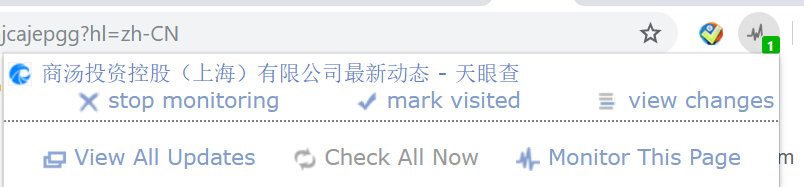 jcajepgg?hl=zh-CN
1
商汤投资控股（上海）有限公司最新动态 - 天眼查
stop monitoring mark visited view changes
View All Updates Check All Now Monitor This Page
m